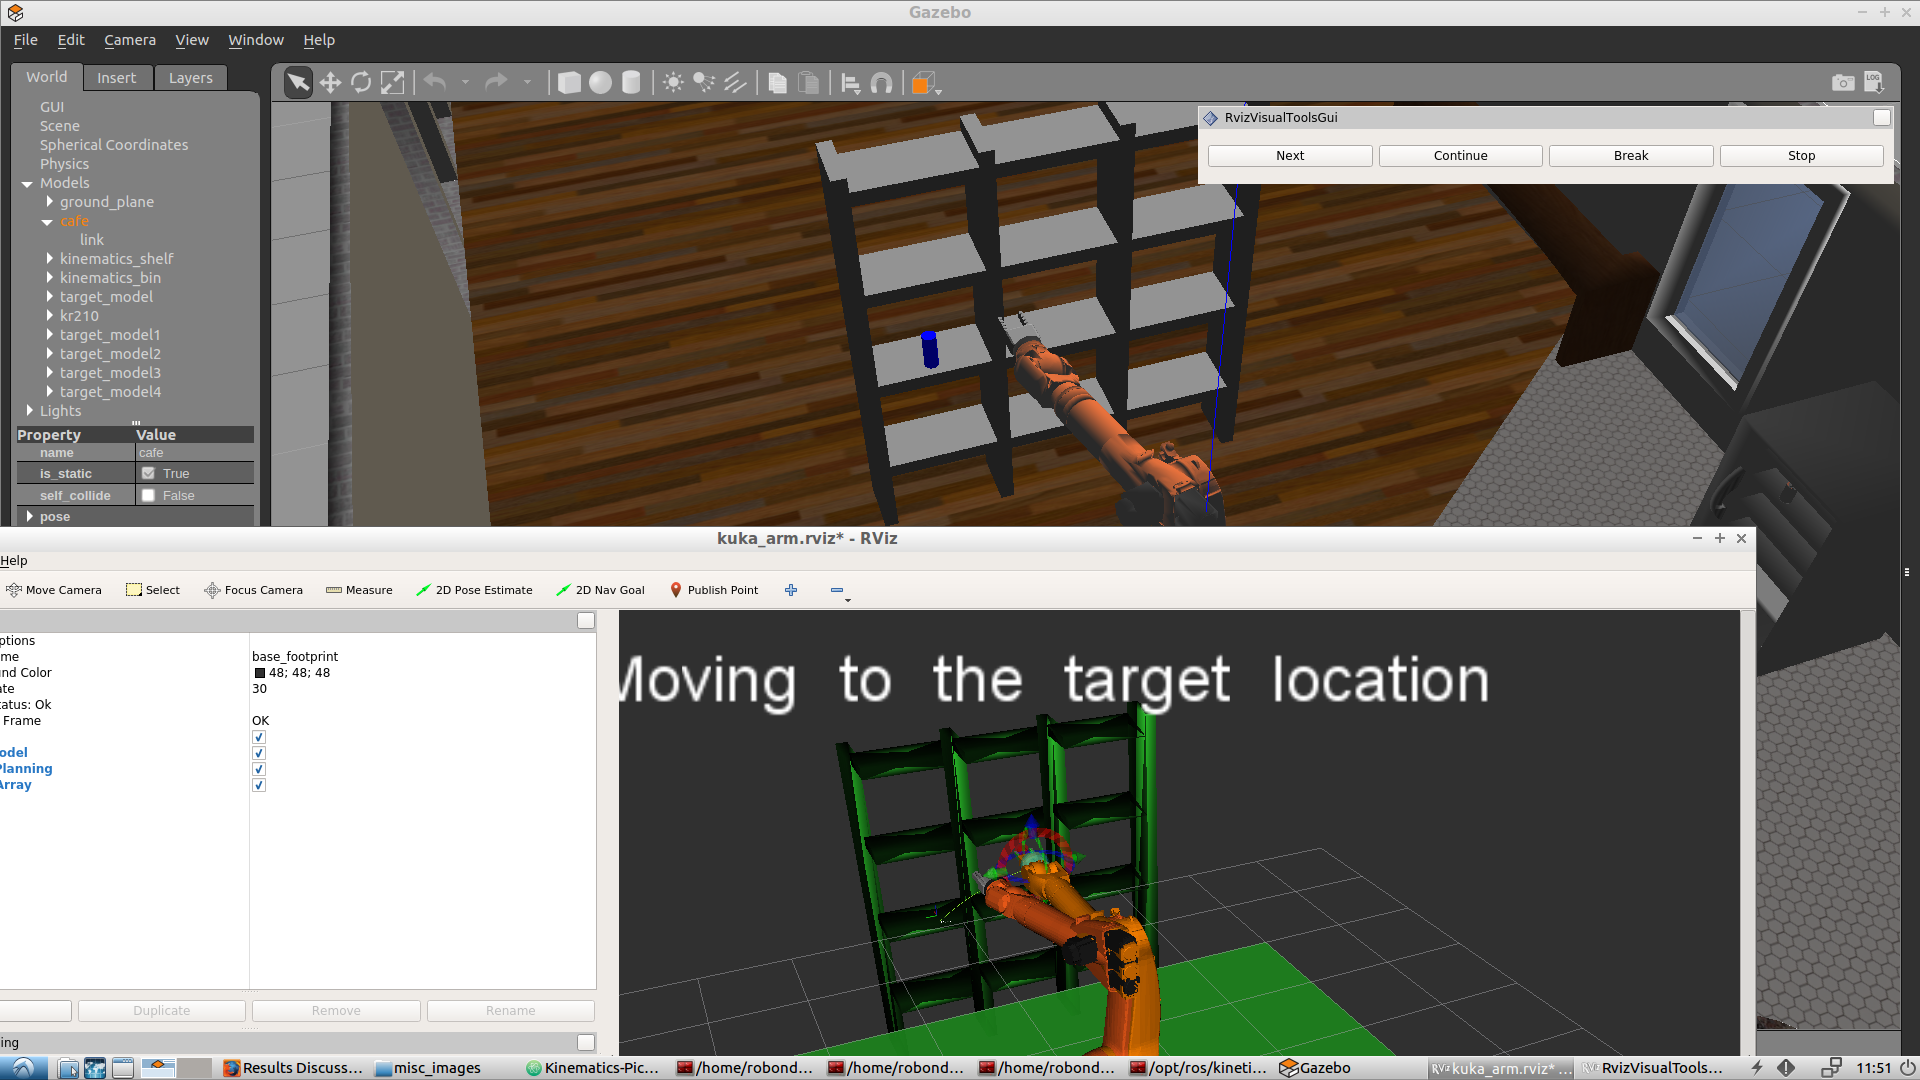 Gazebo
File Edit Camera View Window Help
World Insert Layers
GUI
Scene
Spherical Coordinates
Physics
Models
ground_plane
cafe
link
kinematics_shelf
kinematics_bin
target_model
kr210
target_model1
target_model2
target_model3
target_model4
Lights
Property Value
name cafe
is_static True
self_collide False
pose
LOG
RvizVisualToolsGui
Next Continue Break Stop
kuka_arm.rviz* - RViz
Help
Move Camera Select Focus Camera Measure 2D Pose Estimate 2D Nav Goal Publish Point
ptions
me base_footprint
nd Color 48; 48; 48
ate 30
tatus: Ok
Frame OK
odel
Planning
Array
Duplicate Remove Rename
ing
Moving to the target location
Results Discuss... misc_images Kinematics-Pic... /home/robond... /home/robond... /home/robond... /opt/ros/kineti... Gazebo kuka_arm.rviz* ... RvizVisualTools... 11:51